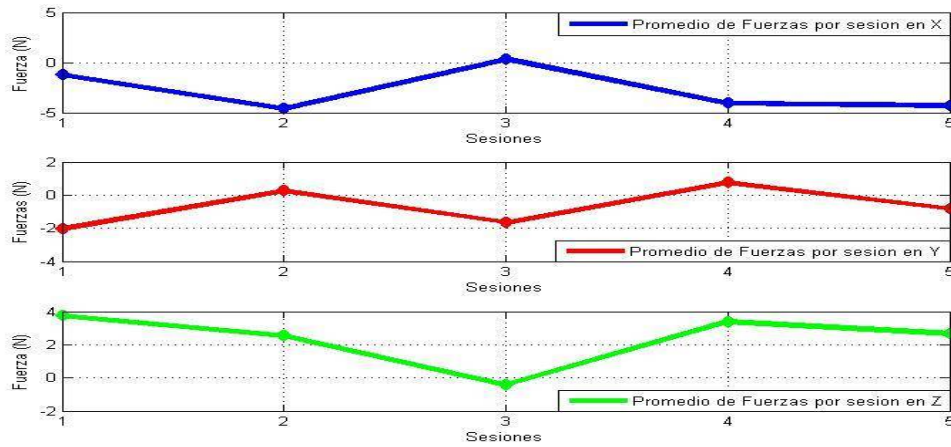 Promedio de Fuerzas por sesion en X
Fuerza (N)
5
0
-5
1 2 3 4 5
Sesiones
Promedio de Fuerzas por sesion en Y
Fuerzas (N)
2
0
-2
-4
1 2 3 4 5
Sesiones
Promedio de Fuerzas por sesion en Z
Fuerza (N)
4
2
0
-2
1 2 3 4 5
Sesiones